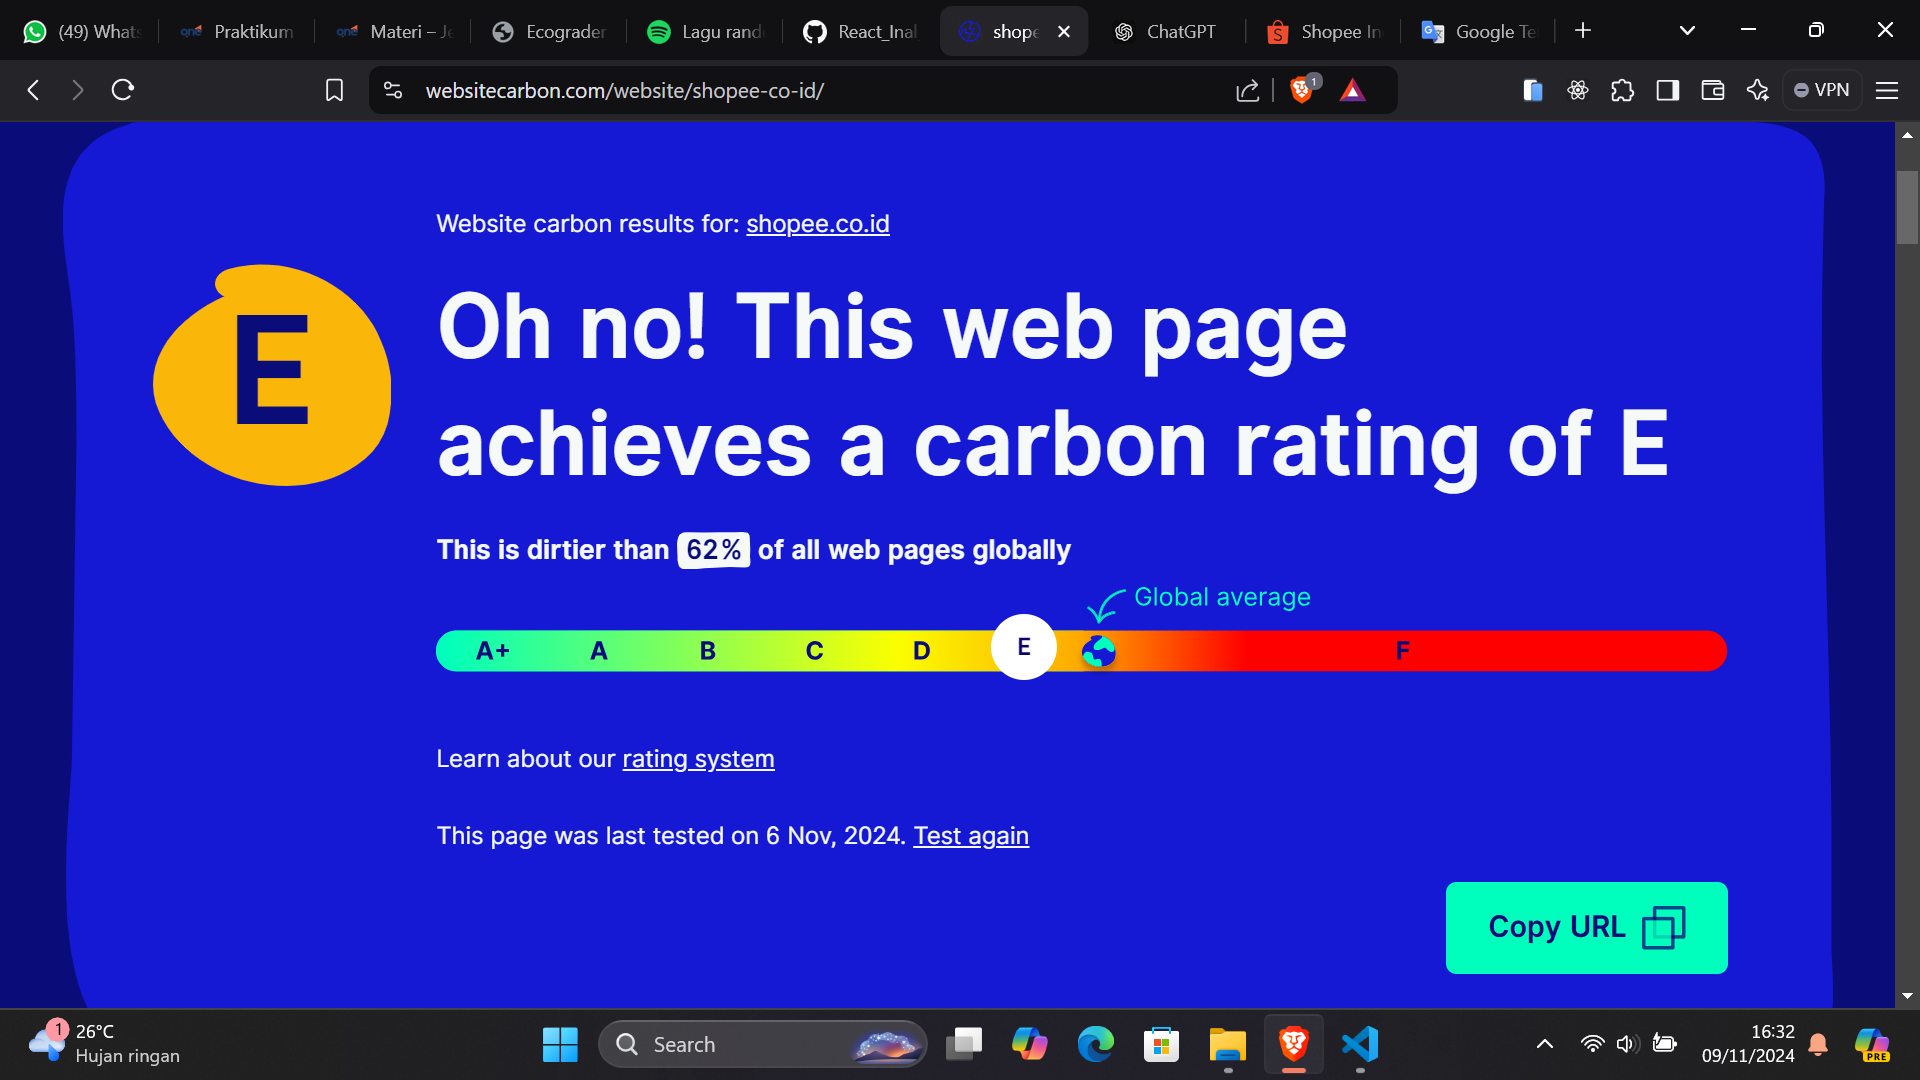 (49) Whats
Praktikum
Materi – Je
Ecograder
Lagu rand
React_Inal
shope
ChatGPT
Shopee In
Google Te
websitecarbon.com/website/shopee-co-id/
1
VPN
Website carbon results for: shopee.co.id
E
Oh no! This web page
achieves a carbon rating of E
This is dirtier than 62% of all web pages globally
Global average
A+ A B C D E F
Learn about our rating system
This page was last tested on 6 Nov, 2024. Test again
Copy URL
1
26°C
Hujan ringan
Search
16:32
09/11/2024
PRE